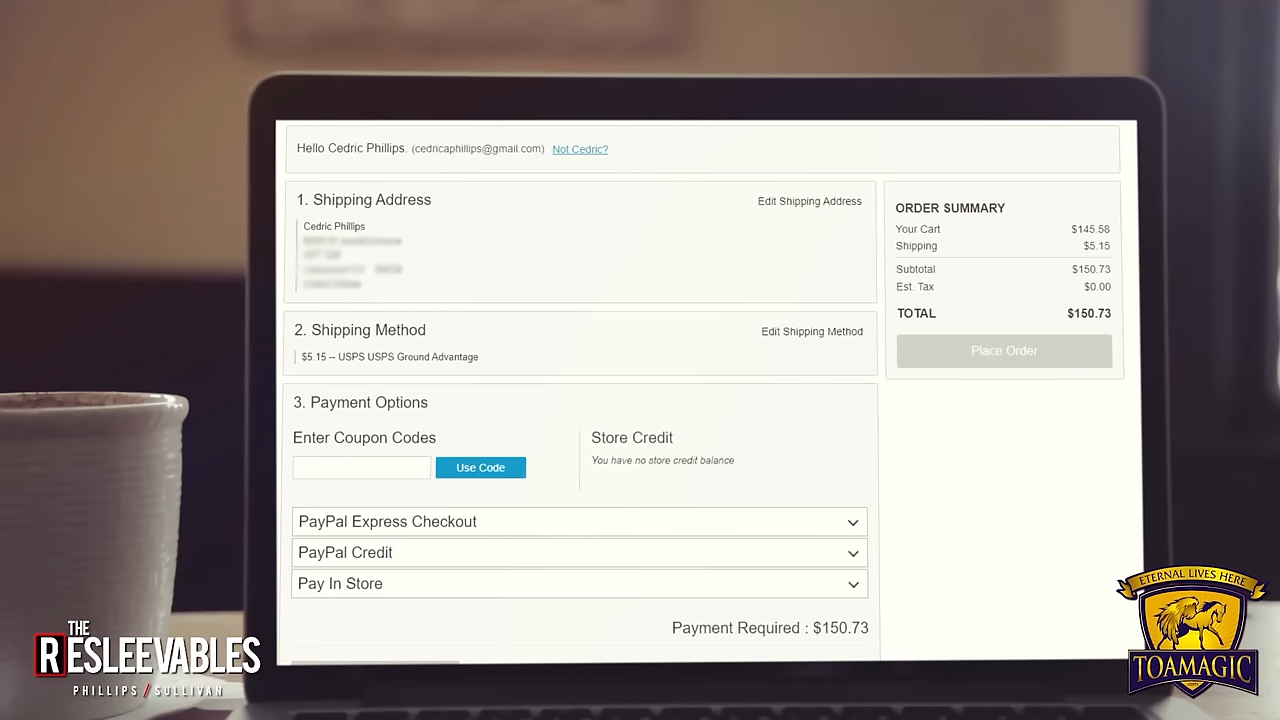 Hello Cedric Phillips. (cedricaphillips@gmail.com) Not Cedric?
1. Shipping Address
Edit Shipping Address
Cedric Phillips
2. Shipping Method
Edit Shipping Method
$5.15 -- USPS USPS Ground Advantage
3. Payment Options
Enter Coupon Codes
Use Code
Store Credit
You have no store credit balance
PayPal Express Checkout
PayPal Credit
Pay In Store
Payment Required : $150.73
ORDER SUMMARY
Your Cart $145.58
Shipping $5.15
Subtotal $150.73
Est. Tax $0.00
TOTAL $150.73
Place Order
THE
RESLEEVABLES
PHILLIPS / SULLIVAN
ETERNAL LIVES HERE
TOAMAGIC
.com